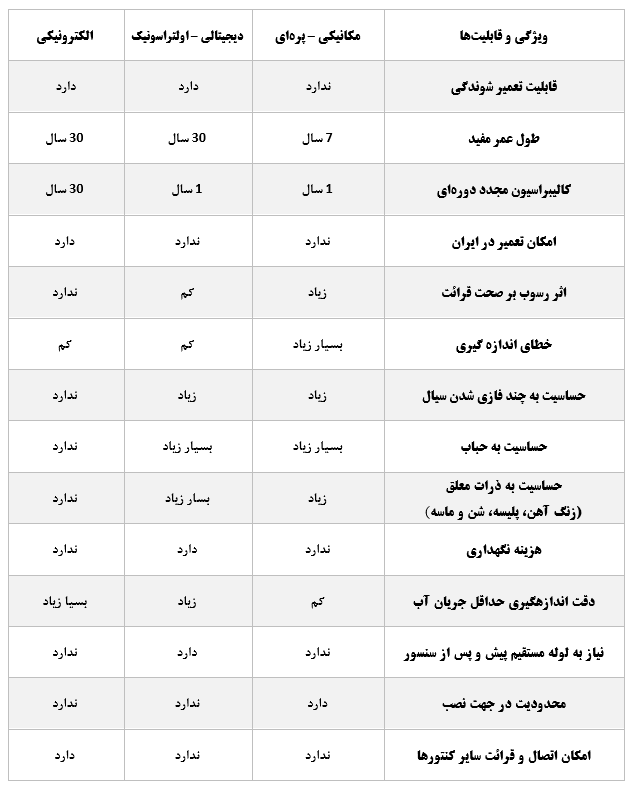 ویژگی و قابلیت‌ها مکانیکی – پره‌ای دیجیتالی – اولتراسونیک الکترونیکی
قابلیت تعمیر شوندگی ندارد دارد دارد
طول عمر مفید 7 سال 30 سال 30 سال
کالیبراسیون مجدد دوره‌ای 1 سال 1 سال 30 سال
امکان تعمیر در ایران ندارد ندارد دارد
اثر رسوب بر صحت قرائت زیاد کم ندارد
خطای اندازه گیری بسیار زیاد کم کم
حساسیت به چند فازی شدن سیال زیاد زیاد ندارد
حساسیت به حباب بسیار زیاد بسیار زیاد ندارد
حساسیت به ذرات معلق
(زنگ آهن، پلیسه، شن و ماسه) زیاد بسار زیاد ندارد
هزینه نگهداری ندارد دارد ندارد
دقت اندازهگیری حداقل جریان آب کم زیاد بسیا زیاد
نیاز به لوله مستقیم پیش و پس از سنسور ندارد دارد ندارد
محدودیت در جهت نصب دارد ندارد ندارد
امکان اتصال و قرائت سایر کنتورها ندارد ندارد دارد